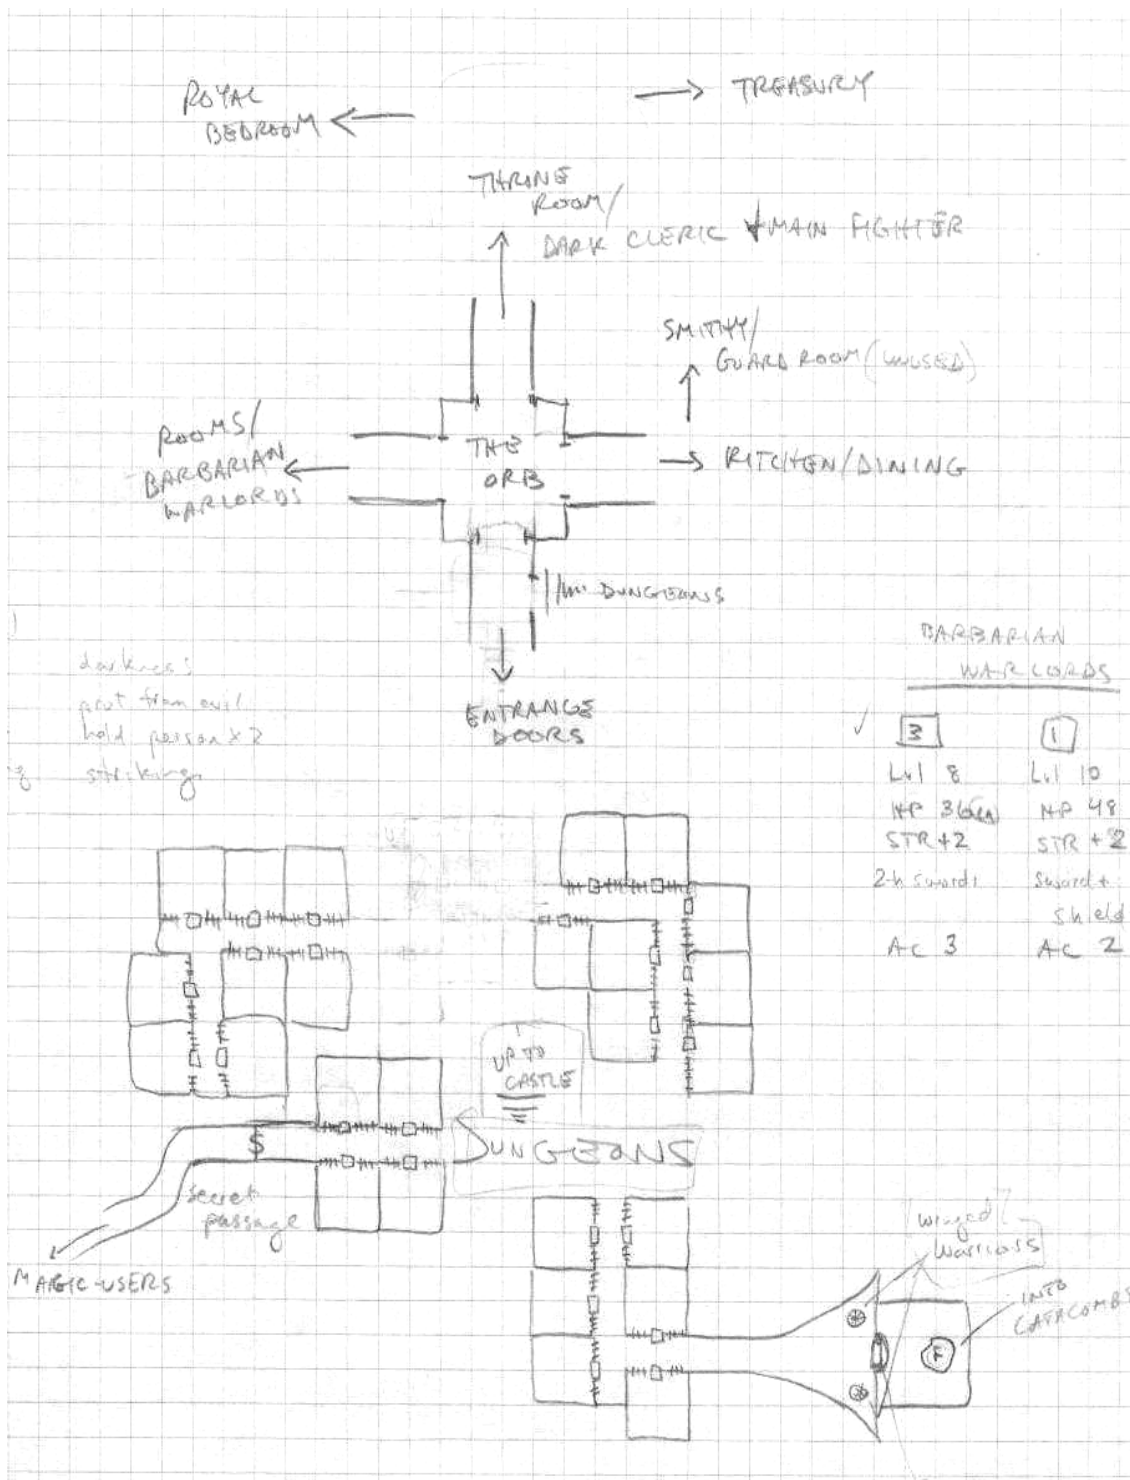 ROYAL
BEDROOM
TREASURY
THRONE
ROOM/
DARK CLERIC + MAIN FIGHTER
SMITHY/
GUARD ROOM (UNUSED)
ROOMS/
BARBARIAN
WARLORDS
THE
ORB
KITCHEN/DINING
DUNGEONS
ENTRANGE
DOORS
darkness
prot from evil
hold person x 2
striking
BARBARIAN
WARLORDS
3
1
Lvl 8
Lvl 10
HP 36
HP 48
STR +2
STR +2
2-h swords
Sword +
shield
AC 3
AC 2
UP TO
CASTLE
DUNGEONS
S
secret
passage
MAGIC-USERS
winged
warriors
INTO
CATACOMBS
F